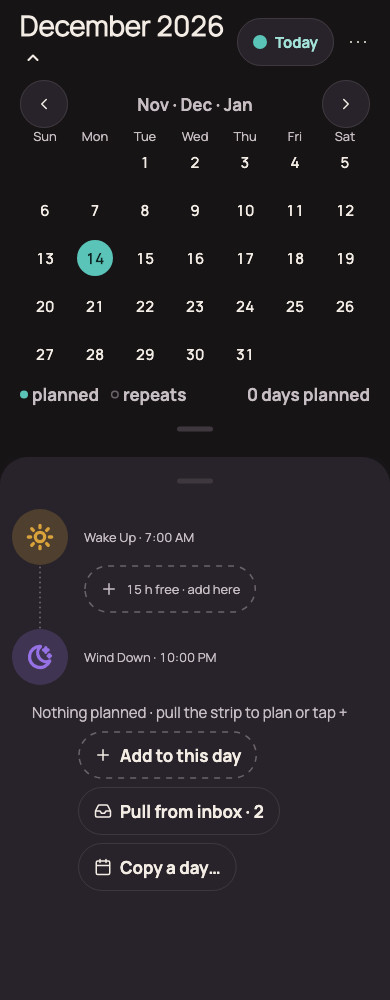 December 2026
Today
Nov · Dec · Jan
Sun Mon Tue Wed Thu Fri Sat
1 2 3 4 5
6 7 8 9 10 11 12
13 14 15 16 17 18 19
20 21 22 23 24 25 26
27 28 29 30 31
planned repeats 0 days planned
Wake Up · 7:00 AM
+ 15 h free · add here
Wind Down · 10:00 PM
Nothing planned · pull the strip to plan or tap +
+ Add to this day
Pull from inbox · 2
Copy a day…